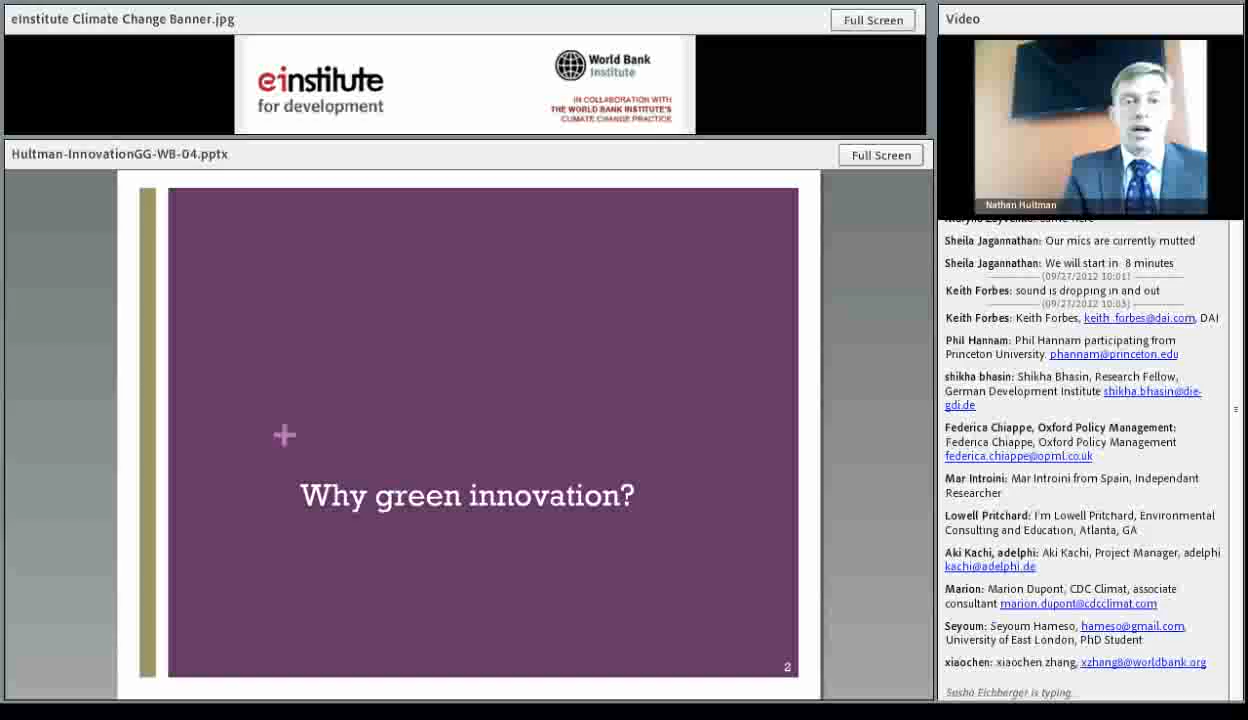 eInstitute Climate Change Banner.jpg
Full Screen
einstitute
for development
World Bank
Institute
IN COLLABORATION WITH
THE WORLD BANK INSTITUTE'S
CLIMATE CHANGE PRACTICE
Hultman-InnovationGG-WB-04.pptx
Full Screen
+
Why green innovation?
2
Video
Nathan Hultman
Sheila Jagannathan: Our mics are currently mutted
Sheila Jagannathan: We will start in 8 minutes
(09/27/2012 10:01)
Keith Forbes: sound is dropping in and out
(09/27/2012 10:03)
Keith Forbes: Keith Forbes, keith_forbes@dai.com, DAI
Phil Hannam: Phil Hannam participating from
Princeton University. phannam@princeton.edu
shikha bhasin: Shikha Bhasin, Research Fellow,
German Development Institute shikha.bhasin@die-
gdi.de
Federica Chiappe, Oxford Policy Management:
Federica Chiappe, Oxford Policy Management
federica.chiappe@opml.co.uk
Mar Introini: Mar Introini from Spain, Independant
Researcher
Lowell Pritchard: I'm Lowell Pritchard, Environmental
Consulting and Education, Atlanta, GA
Aki Kachi, adelphi: Aki Kachi, Project Manager, adelphi
kachi@adelphi.de
Marion: Marion Dupont, CDC Climat, associate
consultant marion.dupont@cdcclimat.com
Seyoum: Seyoum Hameso, hameso@gmail.com,
University of East London, PhD Student
xiaochen: xiaochen zhang, xzhang8@worldbank.org
Sasha Eichberger is typing...